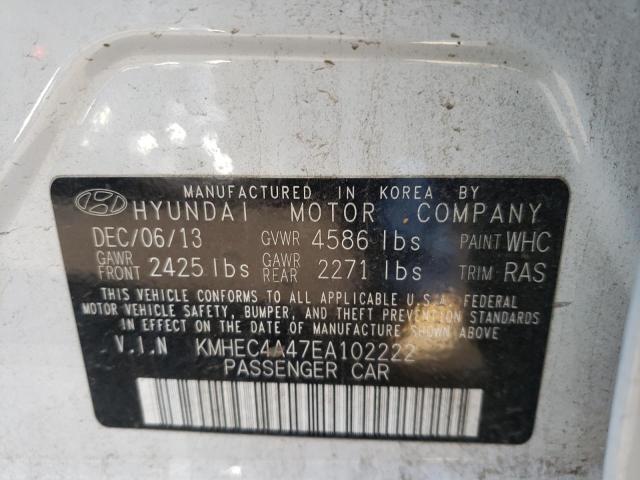 MANUFACTURED IN KOREA BY
HYUNDAI MOTOR COMPANY
DEC/06/13 GVWR 4586 lbs PAINT WHC
GAWR FRONT 2425 lbs GAWR REAR 2271 lbs TRIM RAS
THIS VEHICLE CONFORMS TO ALL APPLICABLE U.S.A. FEDERAL
MOTOR VEHICLE SAFETY, BUMPER, AND THEFT PREVENTION STANDARDS
IN EFFECT ON THE DATE OF MANUFACTURE SHOWN ABOVE.
V.I.N KMHEC4A47EA102222
PASSENGER CAR